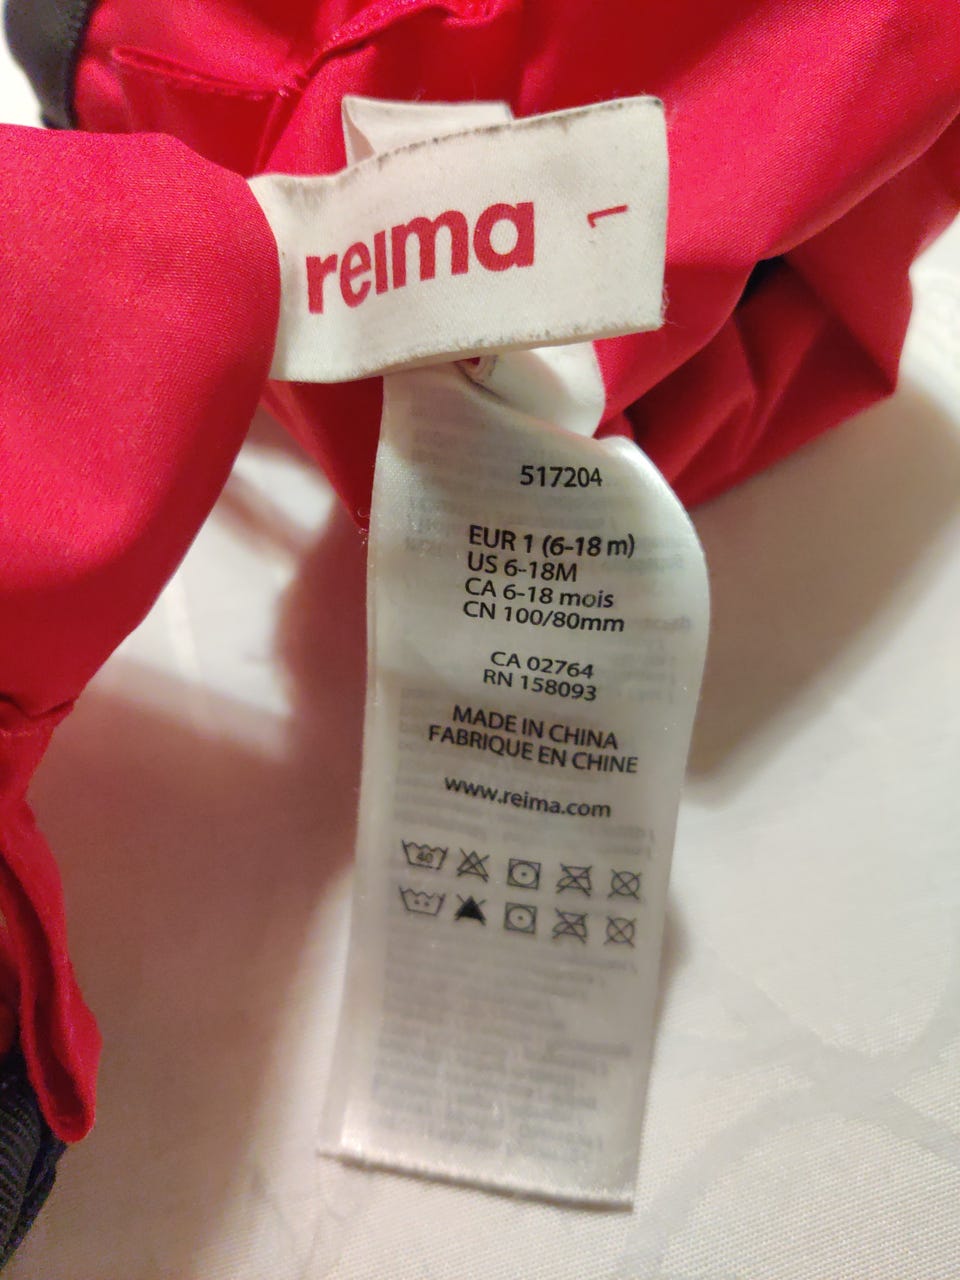 reima 1
517204
EUR 1 (6-18 m)
US 6-18M
CA 6-18 mois
CN 100/80mm
CA 02764
RN 158093
MADE IN CHINA
FABRIQUE EN CHINE
www.reima.com
40